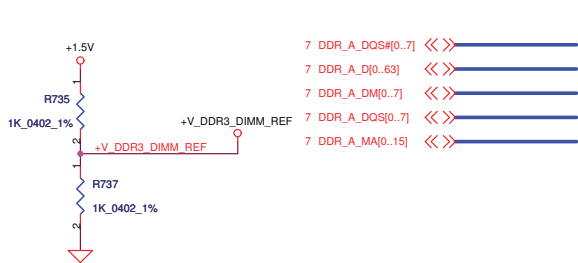 7 DDR_A_DQS#[0..7]
+1.5V
7 DDR_A_D[0..63]
1
R735
7 DDR_A_DM[0..7]
1K_0402_1%
+V_DDR3_DIMM_REF
7 DDR_A_DQS[0..7]
2
+V_DDR3_DIMM_REF
7 DDR_A_MA[0..15]
1
R737
1K_0402_1%
2